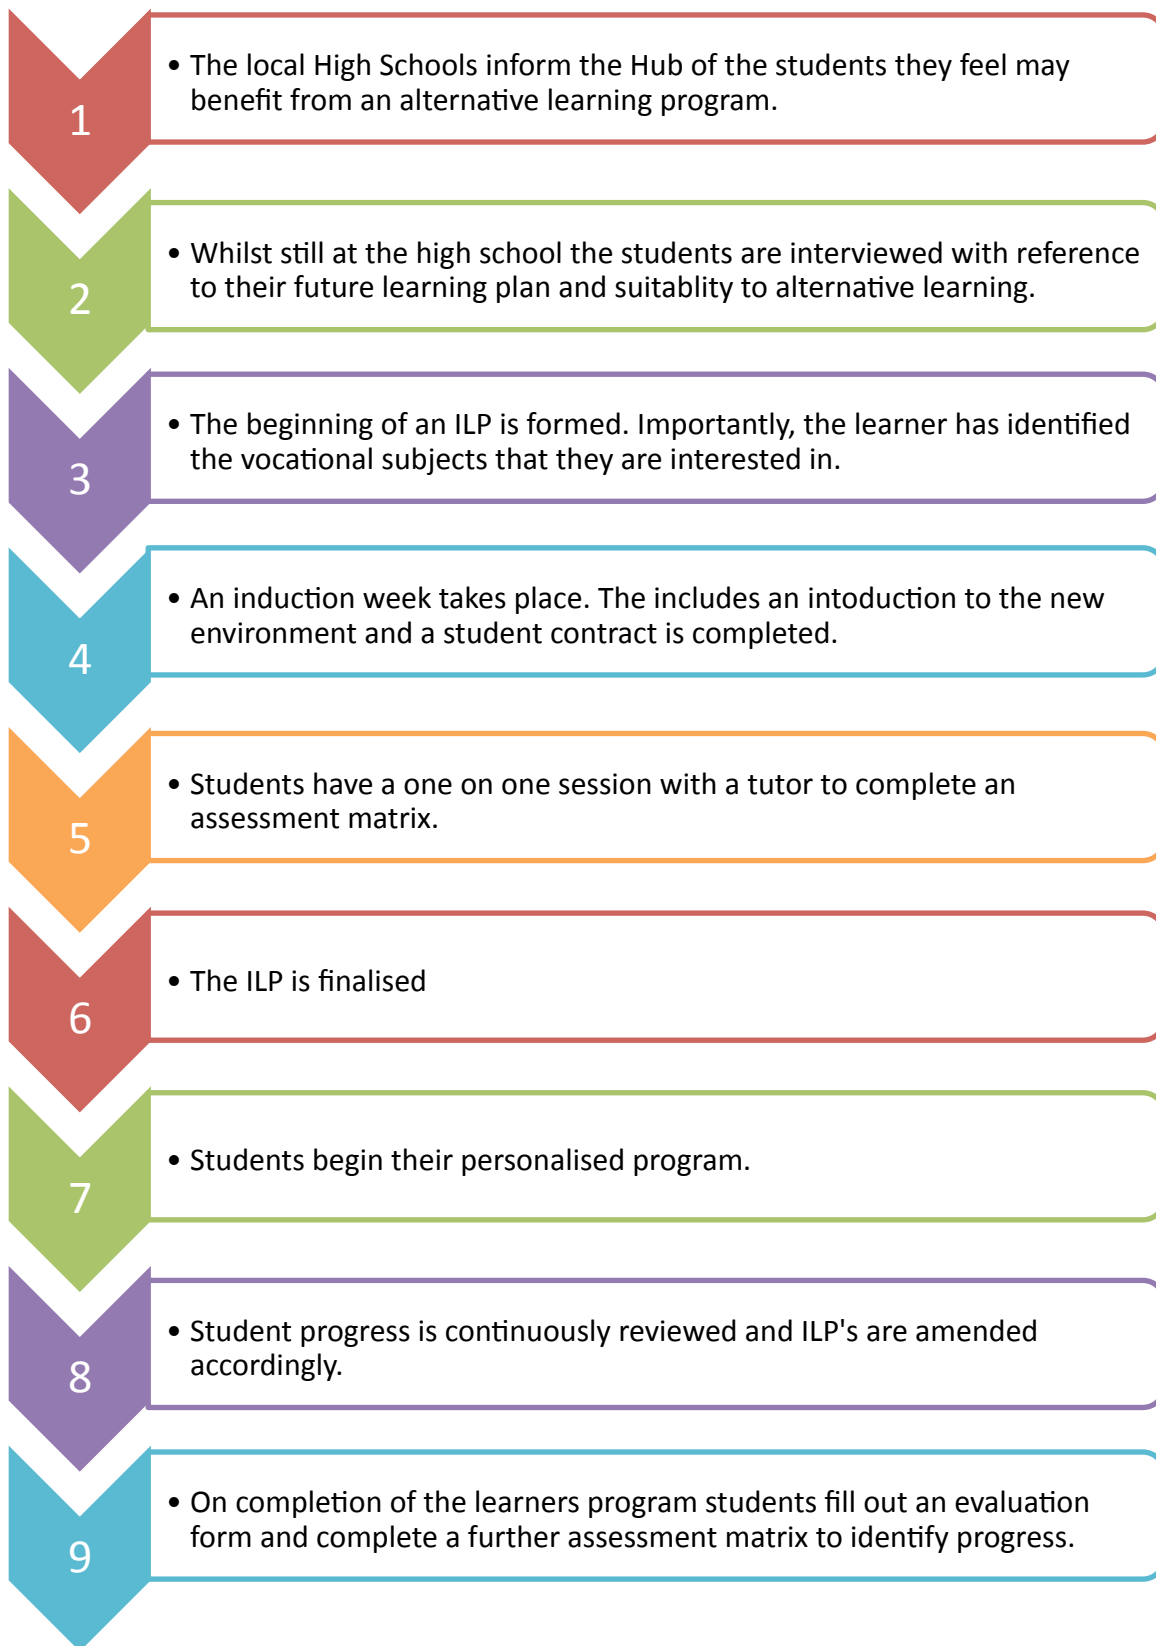 1
• The local High Schools inform the Hub of the students they feel may
benefit from an alternative learning program.
2
• Whilst still at the high school the students are interviewed with reference
to their future learning plan and suitablity to alternative learning.
3
• The beginning of an ILP is formed. Importantly, the learner has identified
the vocational subjects that they are interested in.
4
• An induction week takes place. The includes an intoduction to the new
environment and a student contract is completed.
5
• Students have a one on one session with a tutor to complete an
assessment matrix.
6
• The ILP is finalised
7
• Students begin their personalised program.
8
• Student progress is continuously reviewed and ILP's are amended
accordingly.
9
• On completion of the learners program students fill out an evaluation
form and complete a further assessment matrix to identify progress.